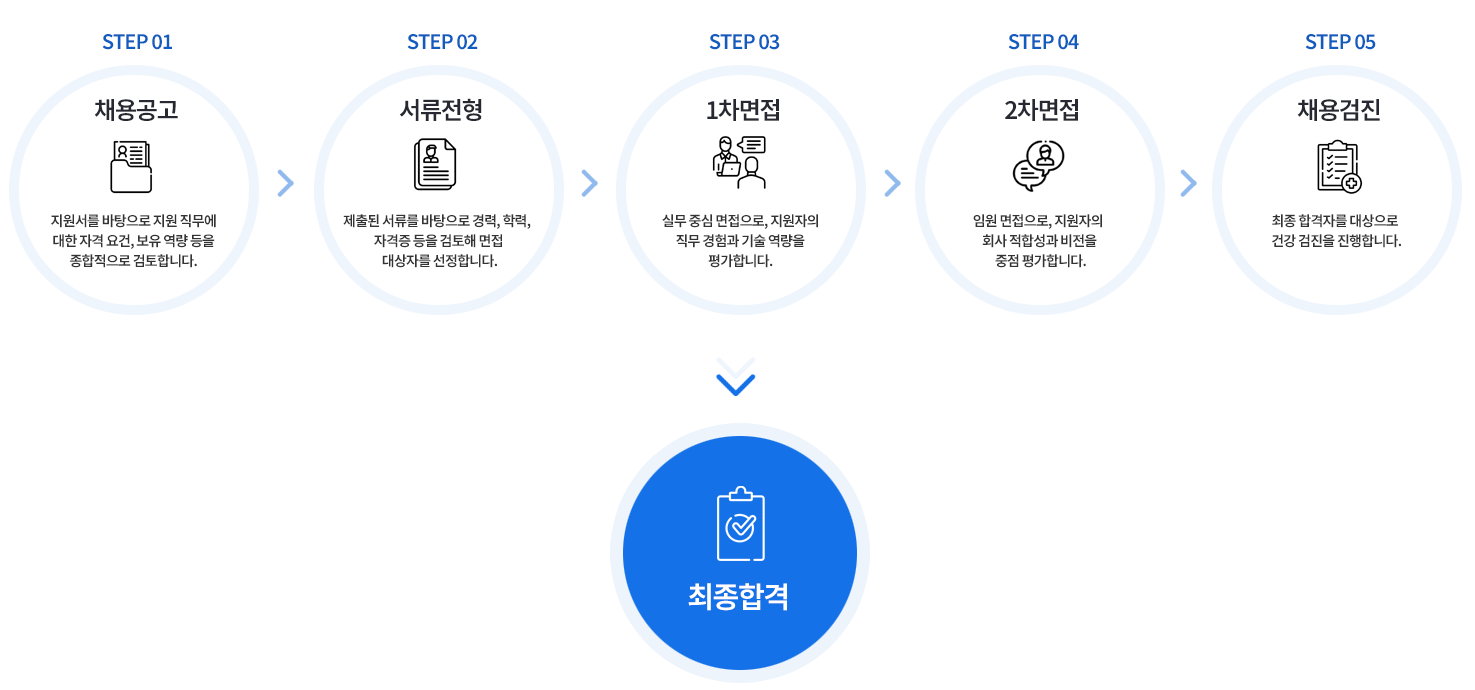 STEP 01
채용공고
지원서를 바탕으로 지원 직무에
대한 자격 요건, 보유 역량 등을
종합적으로 검토합니다.
STEP 02
서류전형
제출된 서류를 바탕으로 경력, 학력,
자격증 등을 검토해 면접
대상자를 선정합니다.
STEP 03
1차면접
실무 중심 면접으로, 지원자의
직무 경험과 기술 역량을
평가합니다.
STEP 04
2차면접
임원 면접으로, 지원자의
회사 적합성과 비전을
중점 평가합니다.
STEP 05
채용검진
최종 합격자를 대상으로
건강 검진을 진행합니다.
최종합격